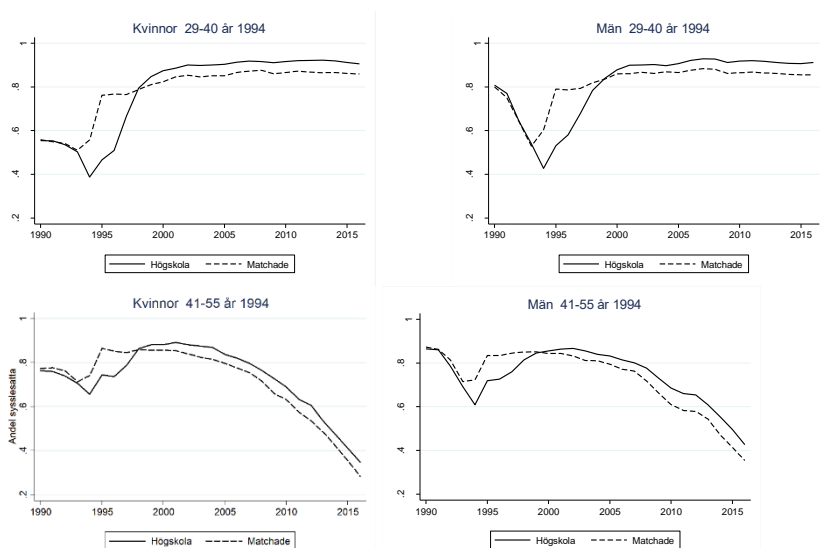 Kvinnor 29-40 år 1994
.2 .4 .6 .8 1
1990 1995 2000 2005 2010 2015
Högskola Matchade
Män 29-40 år 1994
.2 .4 .6 .8 1
1990 1995 2000 2005 2010 2015
Högskola Matchade
Kvinnor 41-55 år 1994
Andel sysslesatta
.2 .4 .6 .8 1
1990 1995 2000 2005 2010 2015
Högskola Matchade
Män 41-55 år 1994
.2 .4 .6 .8 1
1990 1995 2000 2005 2010 2015
Högskola Matchade